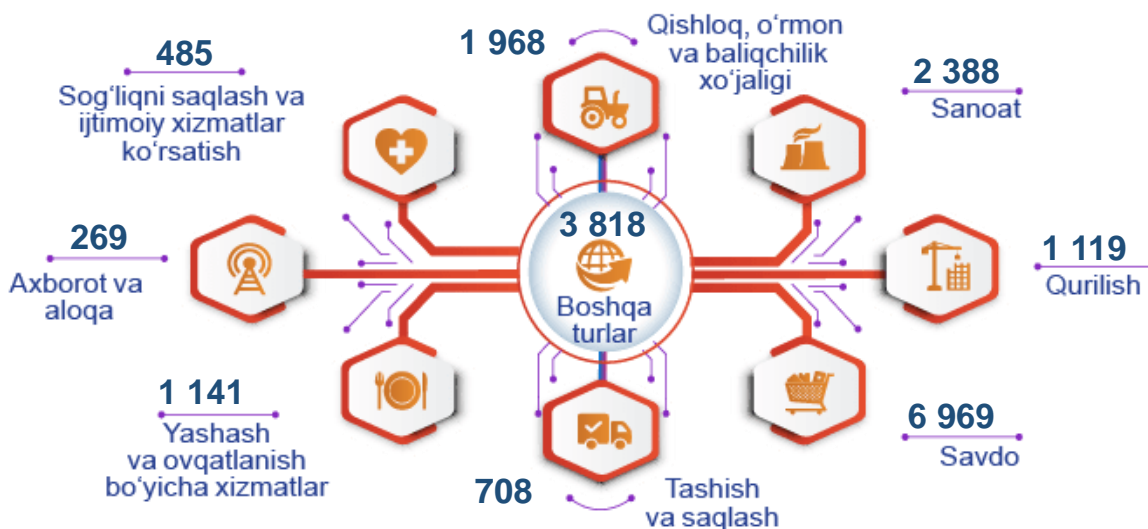 485
Sog‘liqni saqlash va
ijtimoiy xizmatlar
ko‘rsatish
1 968
Qishloq, o‘rmon
va baliqchilik
xo‘jaligi
2 388
Sanoat
269
Axborot va
aloqa
3 818
Boshqa
turlar
1 119
Qurilish
1 141
Yashash
va ovqatlanish
bo‘yicha xizmatlar
708
Tashish
va saqlash
6 969
Savdo